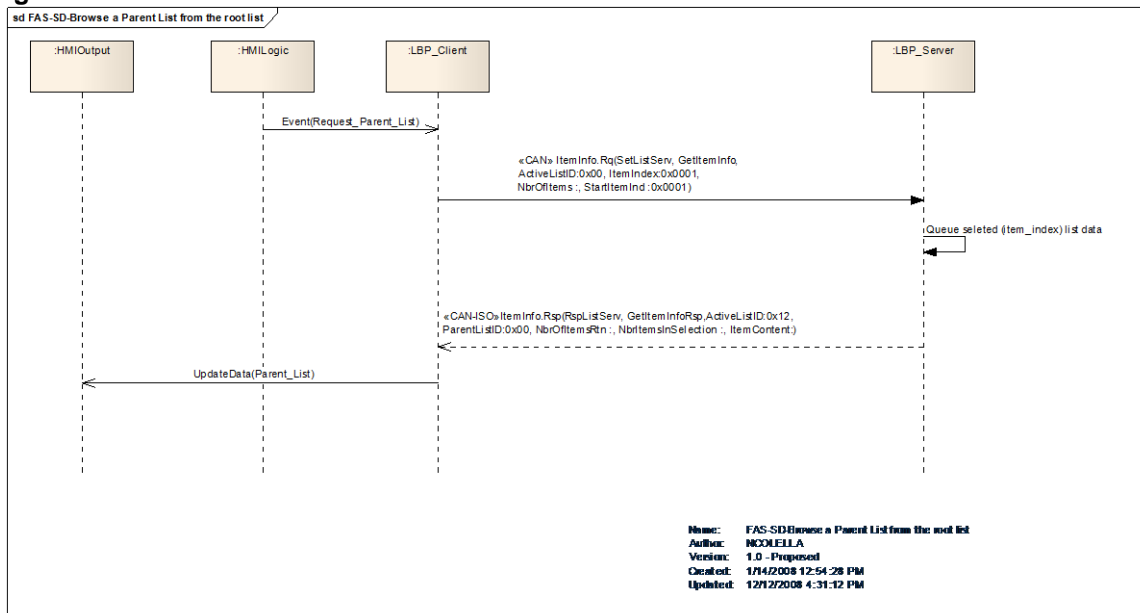 sd FAS-SD-Browse a Parent List from the root list
:HMIOutput
:HMILogic
:LBP_Client
:LBP_Server
Event(Request_Parent_List)
«CAN» ItemInfo.Rq(SetListServ, GetItemInfo,
ActiveListID:0x00, ItemIndex:0x0001,
NbrOfItems :, StartItemInd :0x0001)
Queue seleted (item_index) list data
«CAN-ISO»ItemInfo.Rsp(RspListServ, GetItemInfoRsp,ActiveListID:0x12,
ParentListID:0x00, NbrOfItemsRtn :, NbrItemsInSelection :, ItemContent:)
UpdateData(Parent_List)
Name: FAS-SD-Browse a Parent List from the root list
Author: NCOLELLA
Version: 1.0 - Proposed
Created: 1/14/2008 12:54:28 PM
Updated: 12/12/2008 4:31:12 PM